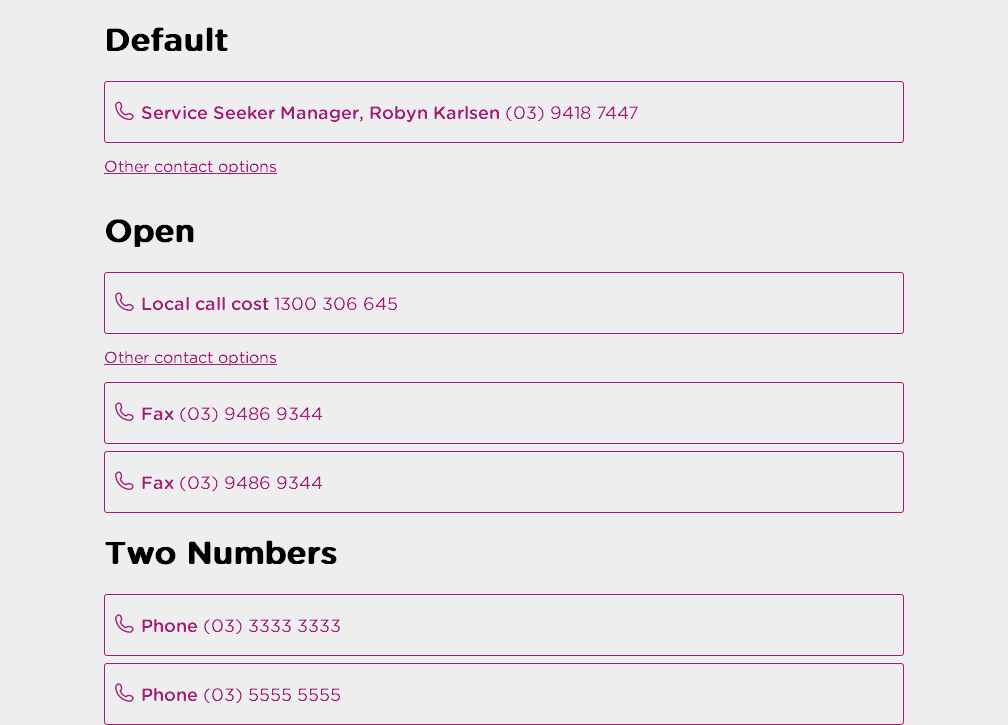 Default
Service Seeker Manager, Robyn Karlsen (03) 9418 7447
Other contact options
Open
Local call cost 1300 306 645
Other contact options
Fax (03) 9486 9344
Fax (03) 9486 9344
Two Numbers
Phone (03) 3333 3333
Phone (03) 5555 5555